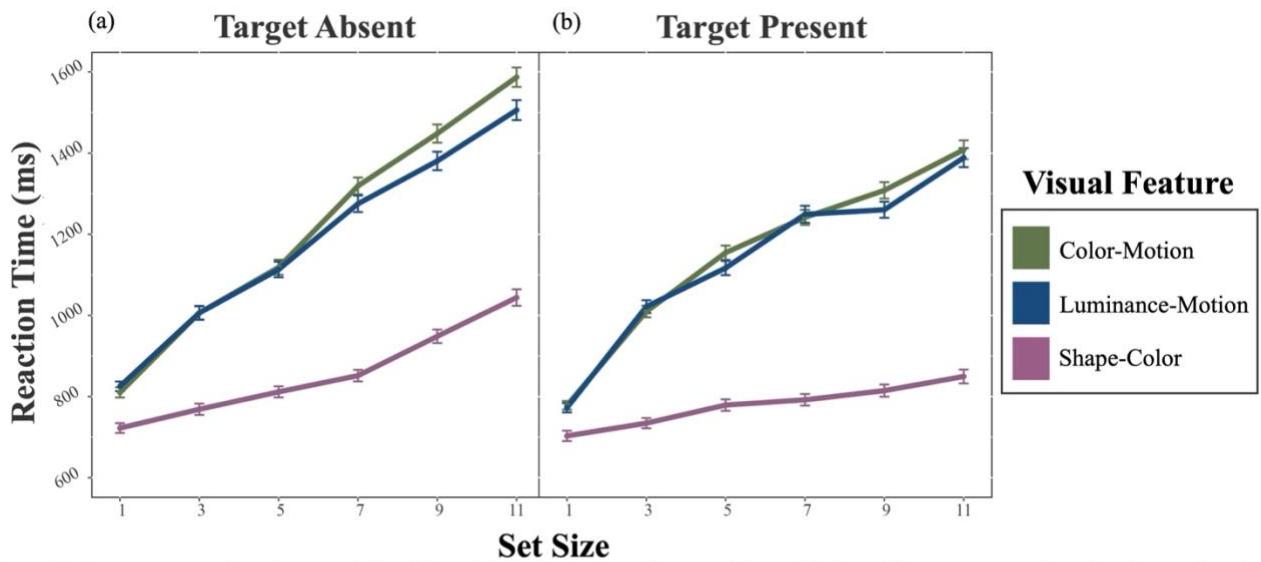 (a) Target Absent (b) Target Present
1600
1400
1200
1000
800
600
Reaction Time (ms)
1 3 5 7 9 11 1 3 5 7 9 11
Set Size
Visual Feature
Color-Motion
Luminance-Motion
Shape-Color